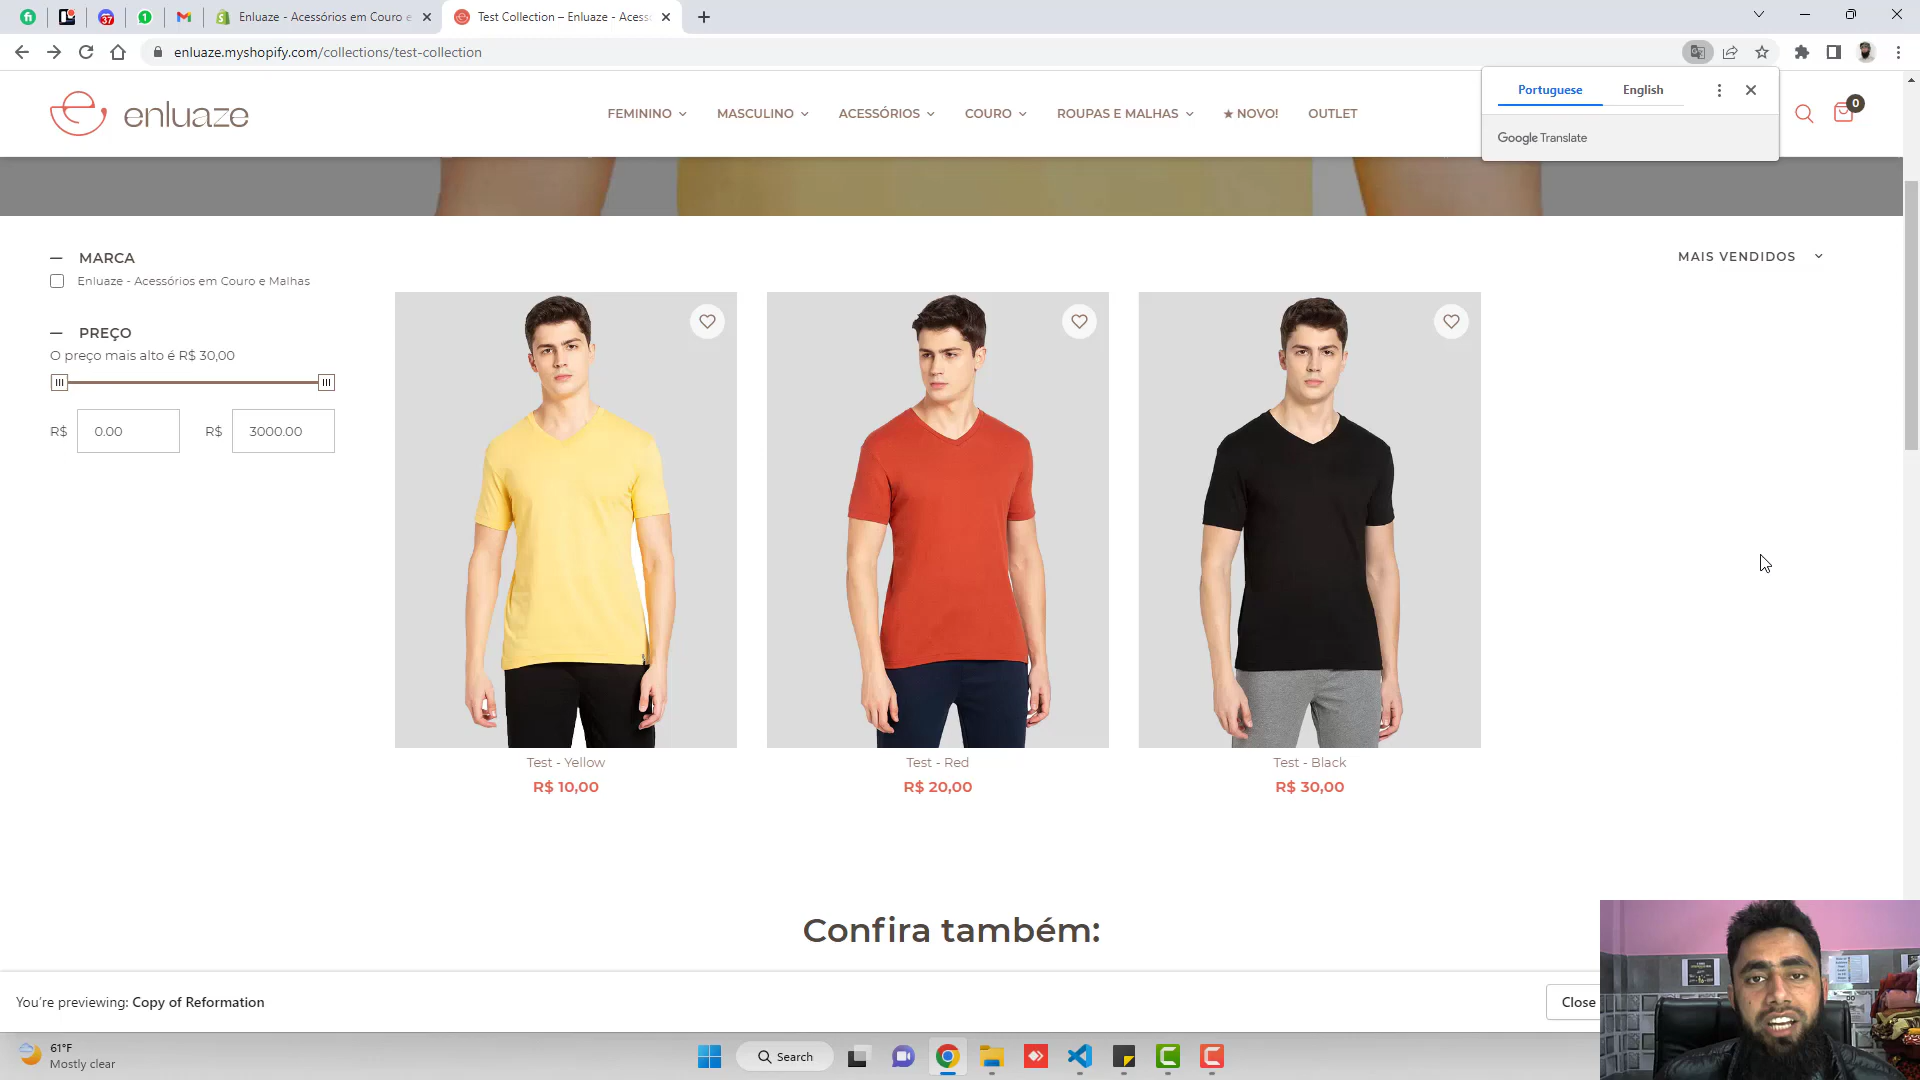 37
1
Enluaze - Acessórios em Couro e
Test Collection – Enluaze - Acess
enluaze.myshopify.com/collections/test-collection
Portuguese
English
Google Translate
enluaze
FEMININO
MASCULINO
ACESSÓRIOS
COURO
ROUPAS E MALHAS
★ NOVO!
OUTLET
0
MARCA
Enluaze - Acessórios em Couro e Malhas
MAIS VENDIDOS
PREÇO
O preço mais alto é R$ 30,00
R$ 0.00
R$ 3000.00
Test - Yellow
R$ 10,00
Test - Red
R$ 20,00
Test - Black
R$ 30,00
Confira também:
You're previewing: Copy of Reformation
Close
61°F
Mostly clear
Search